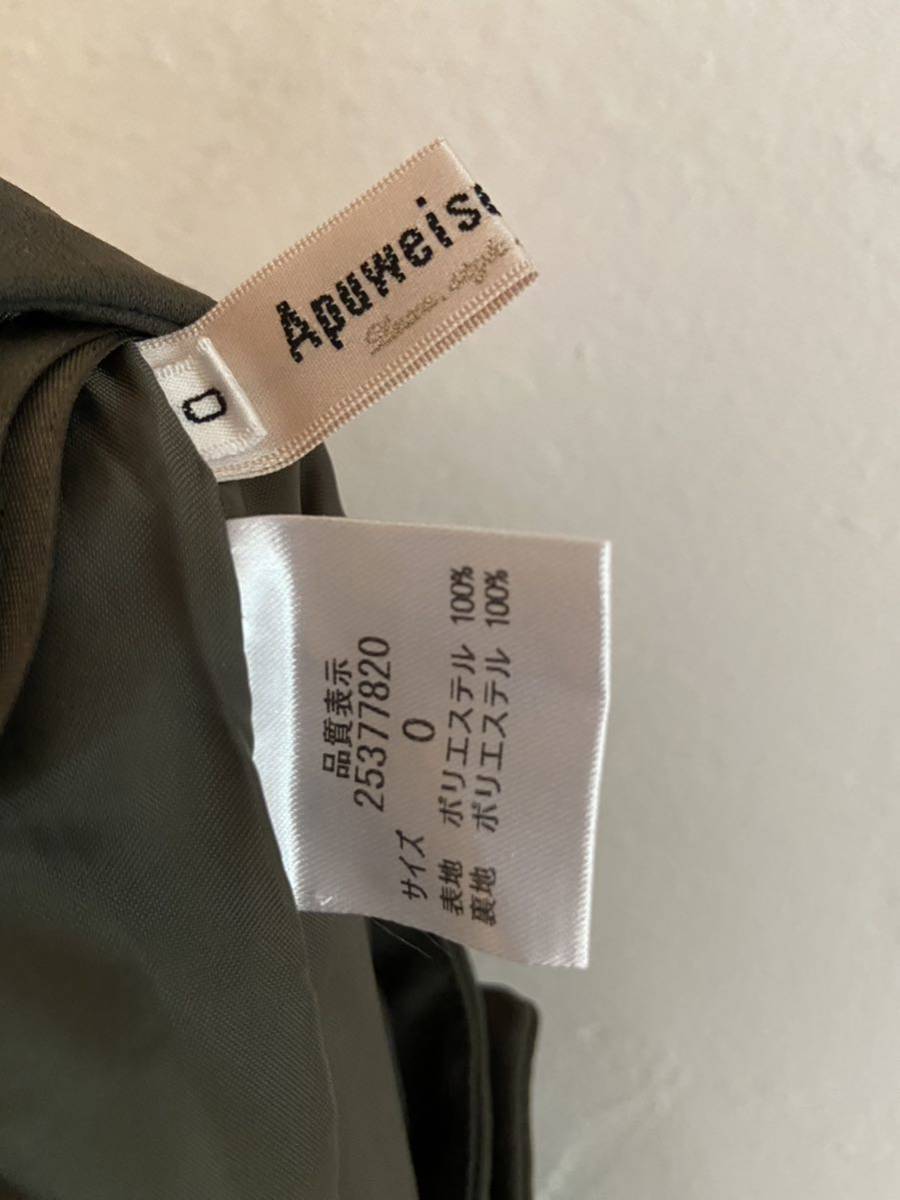 Apuweis
0
品質表示
25377820
サイズ 0
表地 ポリエステル 100%
裏地 ポリエステル 100%